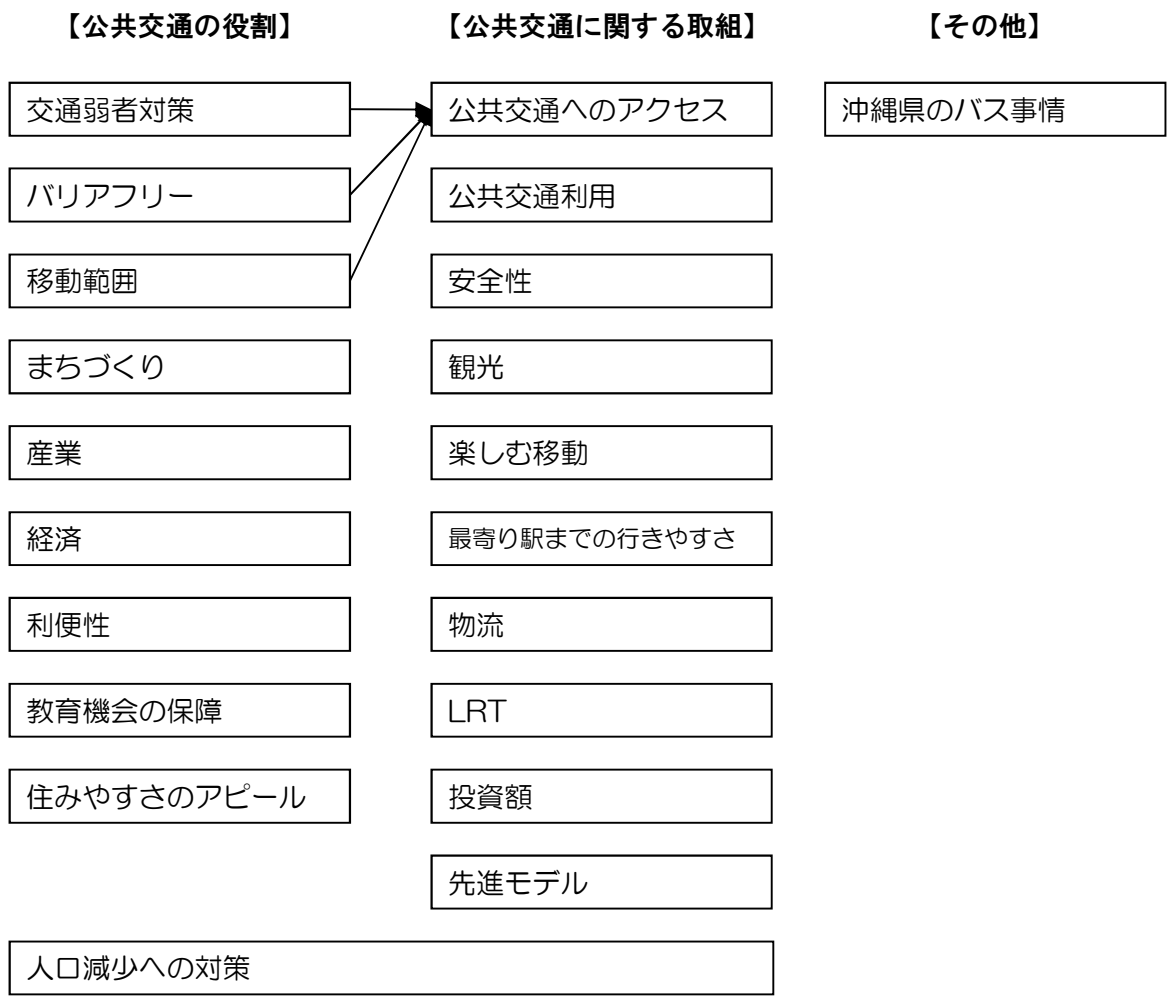 【公共交通の役割】
交通弱者対策
バリアフリー
移動範囲
まちづくり
産業
経済
利便性
教育機会の保障
住みやすさのアピール
【公共交通に関する取組】
公共交通へのアクセス
公共交通利用
安全性
観光
楽しむ移動
最寄り駅までの行きやすさ
物流
LRT
投資額
先進モデル
人口減少への対策
【その他】
沖縄県のバス事情